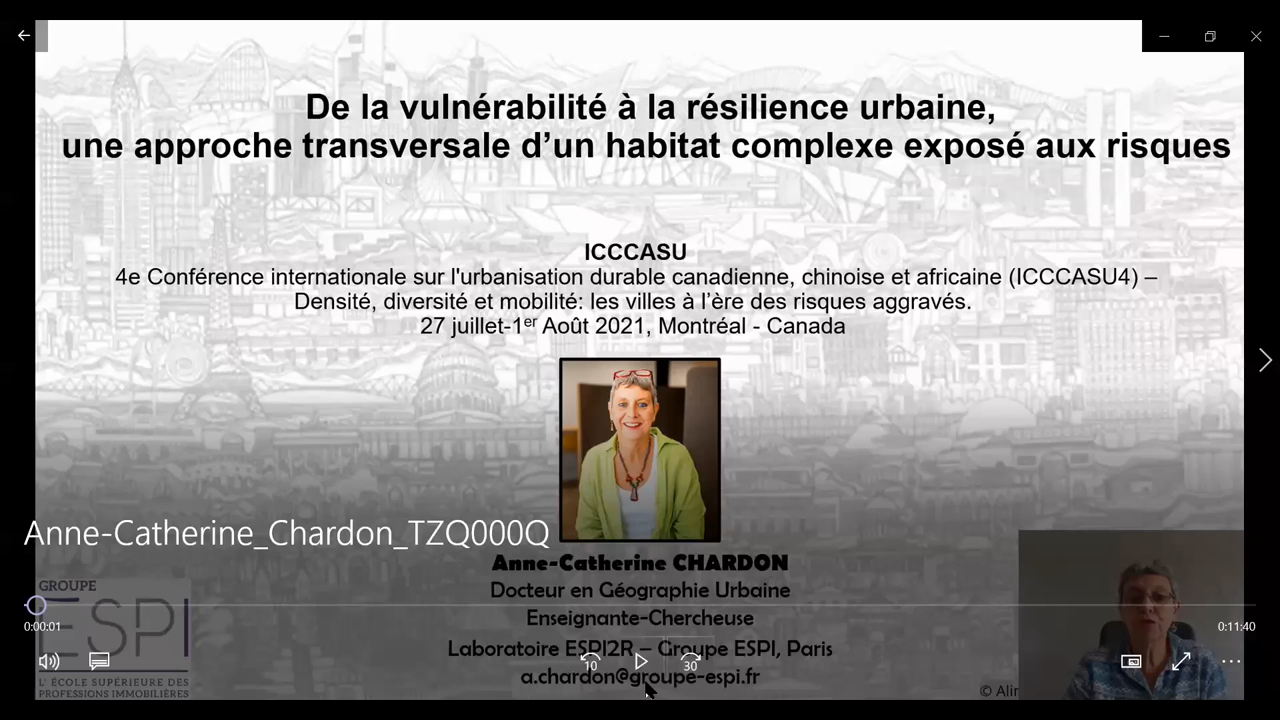 De la vulnérabilité à la résilience urbaine,
une approche transversale d’un habitat complexe exposé aux risques
ICCCASU
4e Conférence internationale sur l'urbanisation durable canadienne, chinoise et africaine (ICCCASU4) –
Densité, diversité et mobilité: les villes à l’ère des risques aggravés.
27 juillet-1er Août 2021, Montréal - Canada
Anne-Catherine_Chardon_TZQ000Q
Anne-Catherine CHARDON
Docteur en Géographie Urbaine
Enseignante-Chercheuse
Laboratoire ESPI2R – Groupe ESPI, Paris
a.chardon@groupe-espi.fr
GROUPE
ESPI
L' ÉCOLE SUPÉRIEURE DES
PROFESSIONS IMMOBILIÈRES
0:00:01
0:11:40
10
30
©